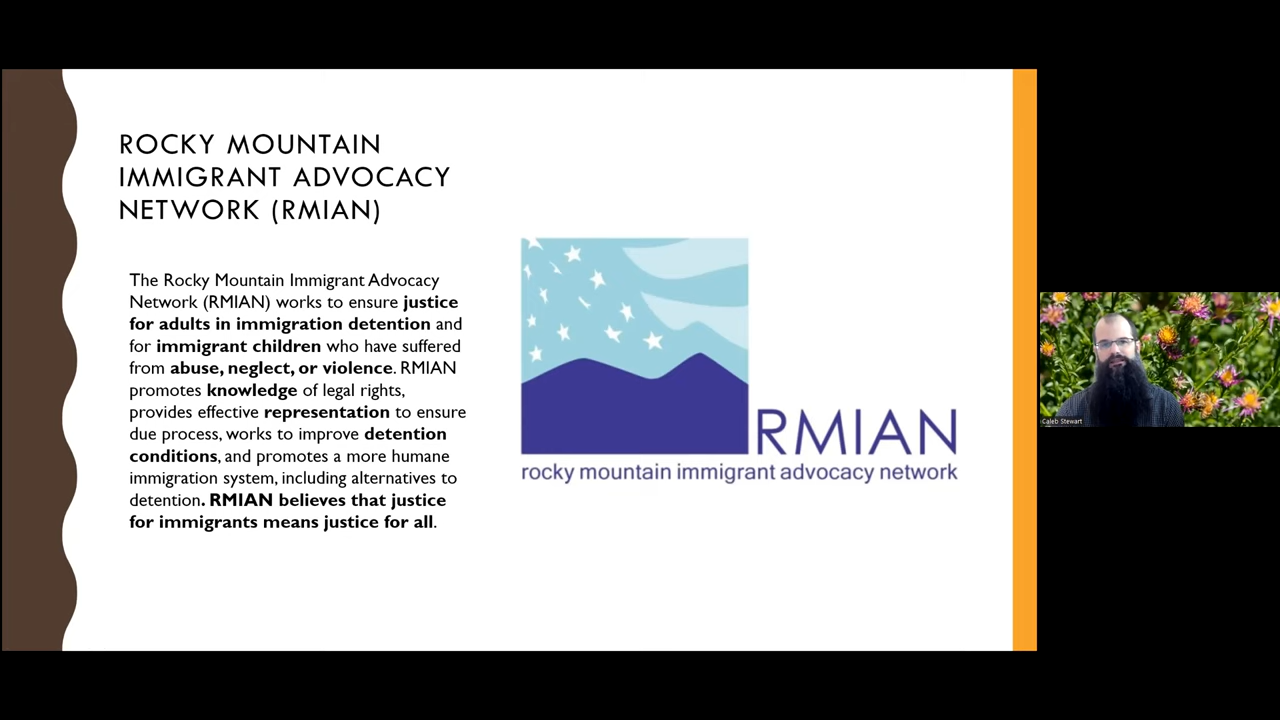 ROCKY MOUNTAIN
IMMIGRANT ADVOCACY
NETWORK (RMIAN)
The Rocky Mountain Immigrant Advocacy
Network (RMIAN) works to ensure justice
for adults in immigration detention and
for immigrant children who have suffered
from abuse, neglect, or violence. RMIAN
promotes knowledge of legal rights,
provides effective representation to ensure
due process, works to improve detention
conditions, and promotes a more humane
immigration system, including alternatives to
detention. RMIAN believes that justice
for immigrants means justice for all.
RMIAN
rocky mountain immigrant advocacy network
Caleb Stewart